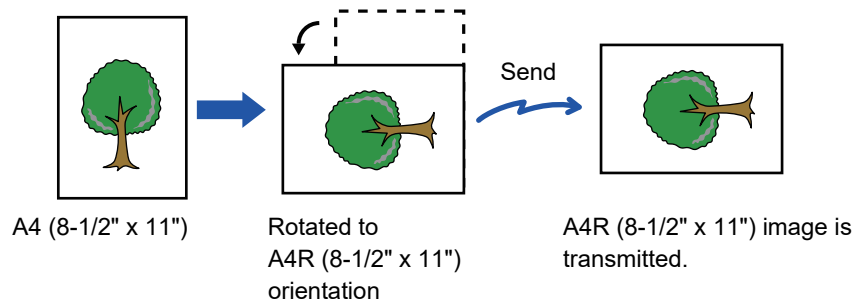 Send
A4 (8-1/2" x 11")
Rotated to
A4R (8-1/2" x 11")
orientation
A4R (8-1/2" x 11") image is
transmitted.